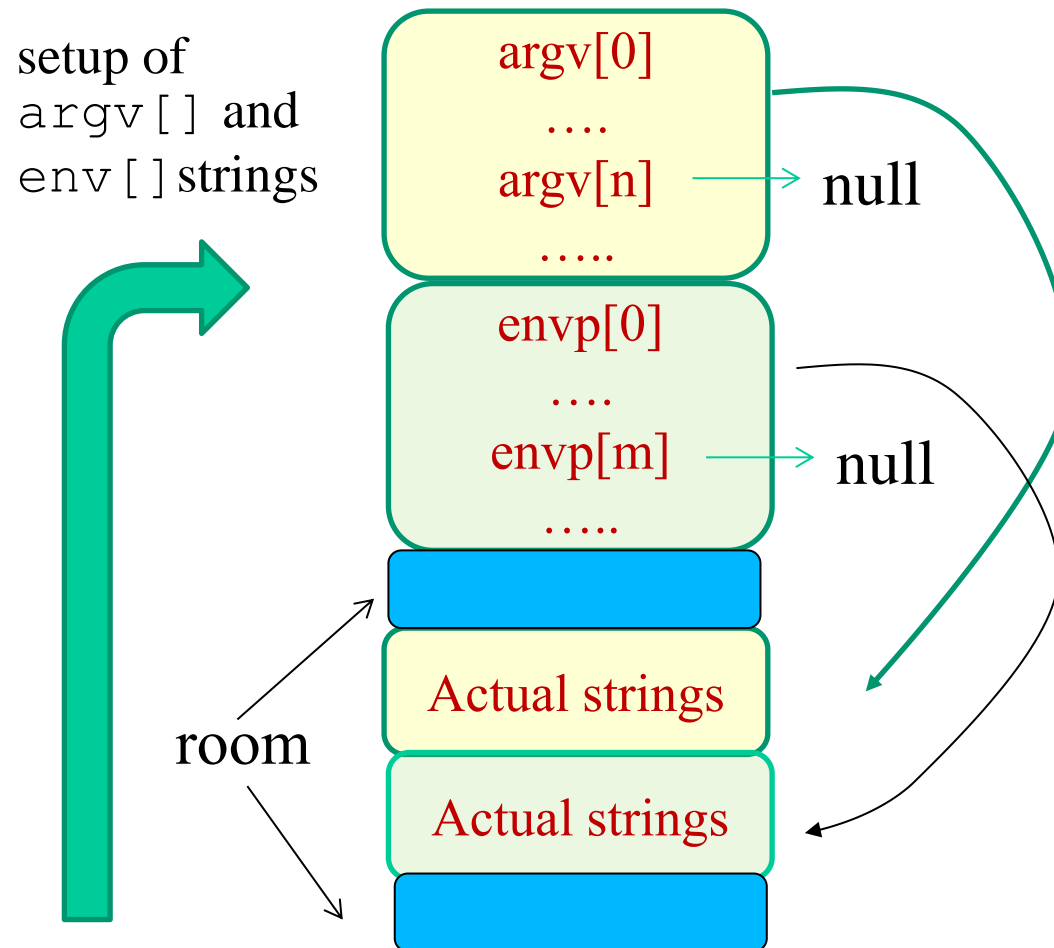 setup of
argv[] and
env[] strings
argv[0]
....
argv[n]
null
.....
envp[0]
....
envp[m]
null
.....
room
Actual strings
Actual strings